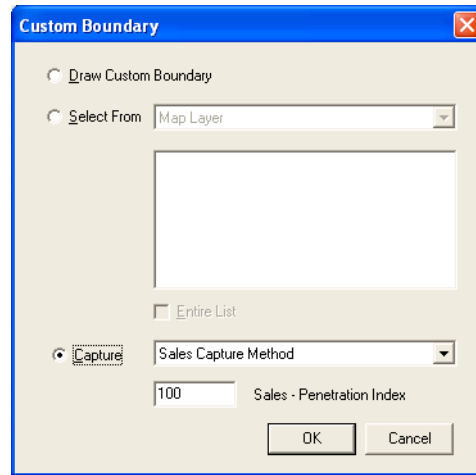 Custom Boundary
Draw Custom Boundary
Select From Map Layer
Entire List
Capture Sales Capture Method
100 Sales - Penetration Index
OK Cancel